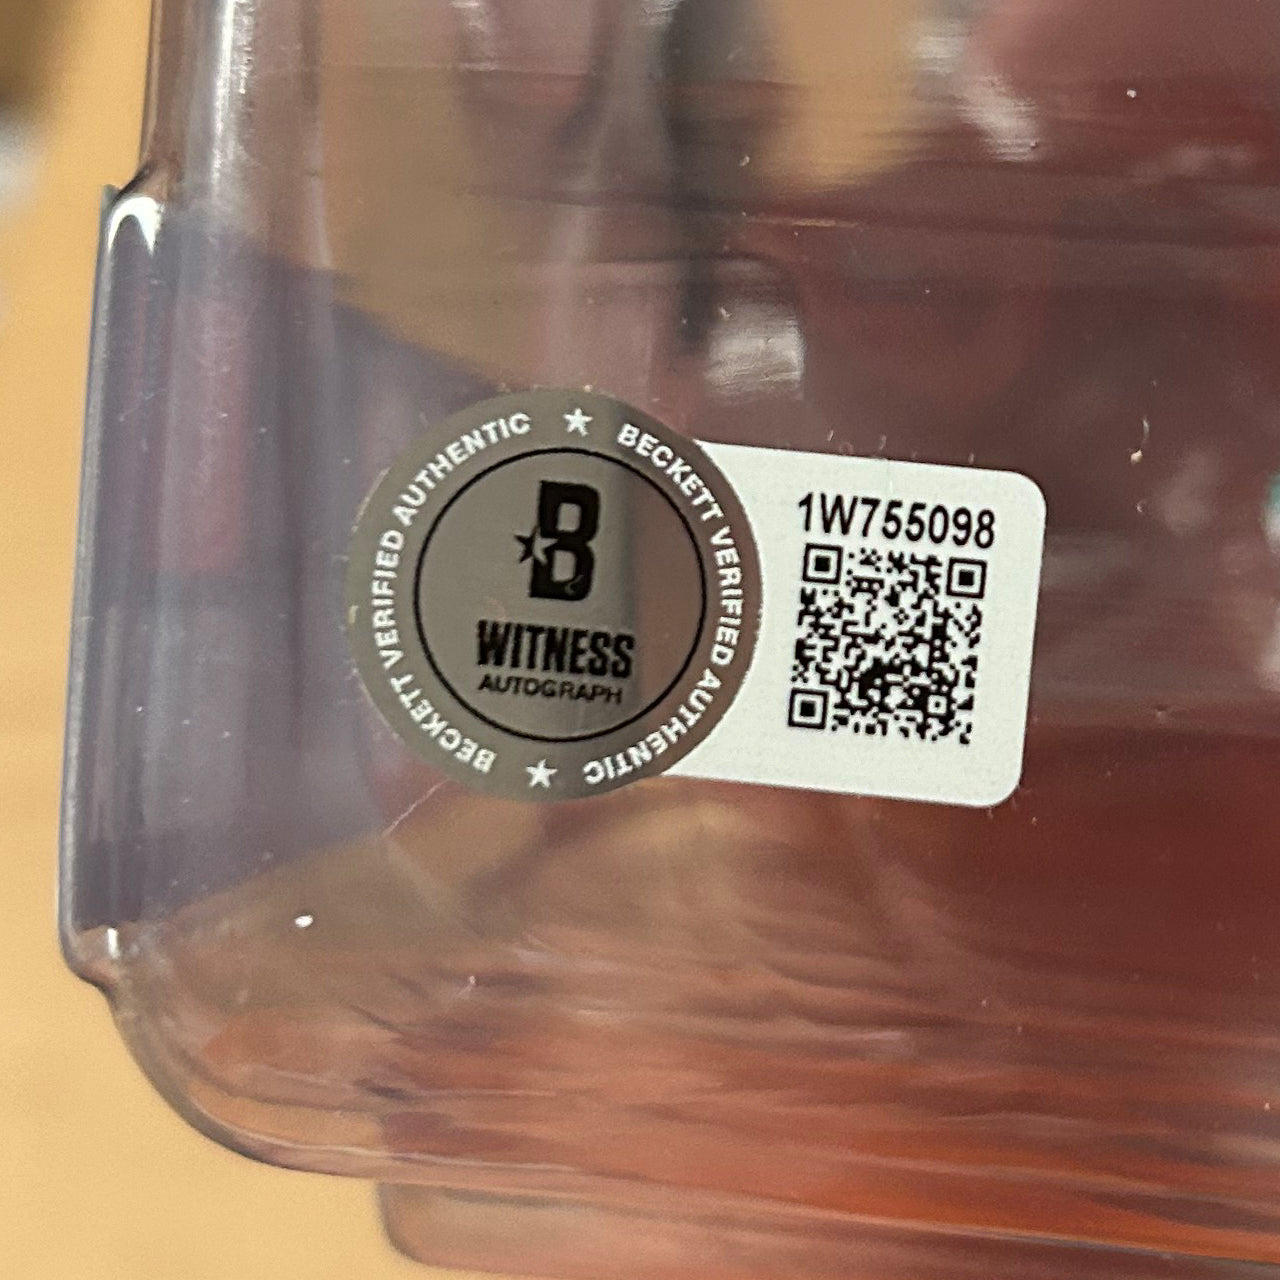 ★ BECKETT VERIFIED AUTHENTIC ★ BECKETT VERIFIED AUTHENTIC
B
WITNESS
AUTOGRAPH
1W755098